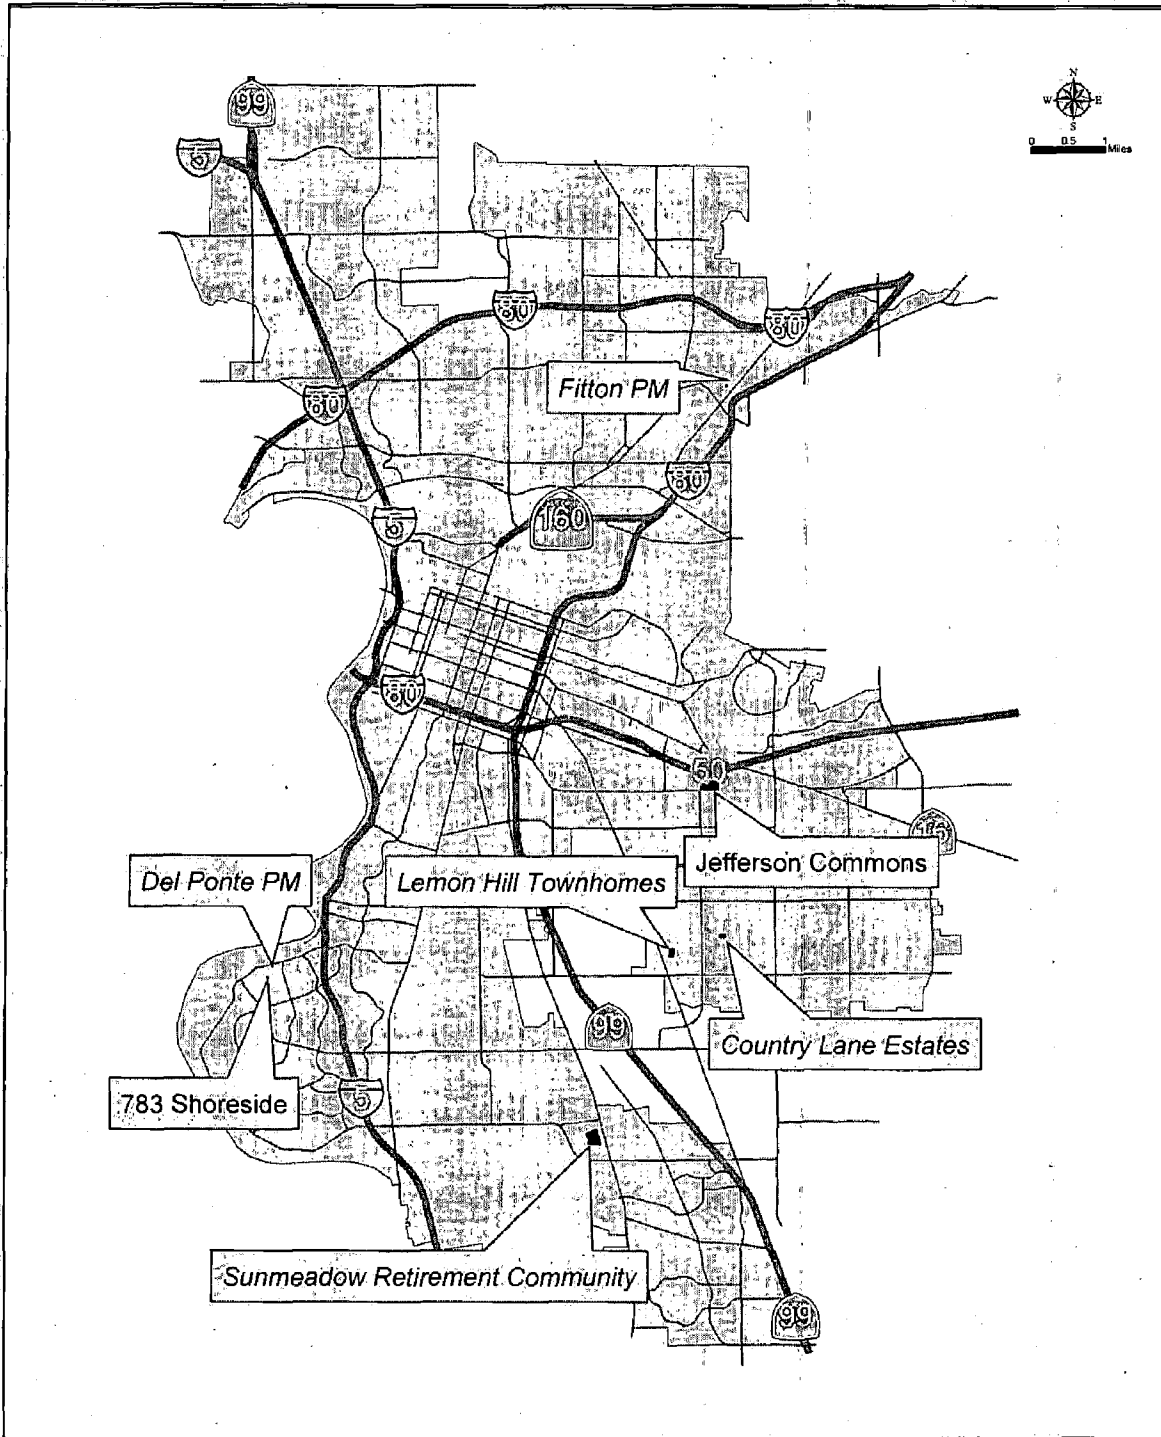 99
N
W E
S
0 0.5 1
Miles
5
80
80
Fitton PM
80
80
160
5
80
50
Jefferson Commons
Del Ponte PM
Lemon Hill Townhomes
99
Country Lane Estates
783 Shoreside
5
Sunmeadow Retirement Community
99